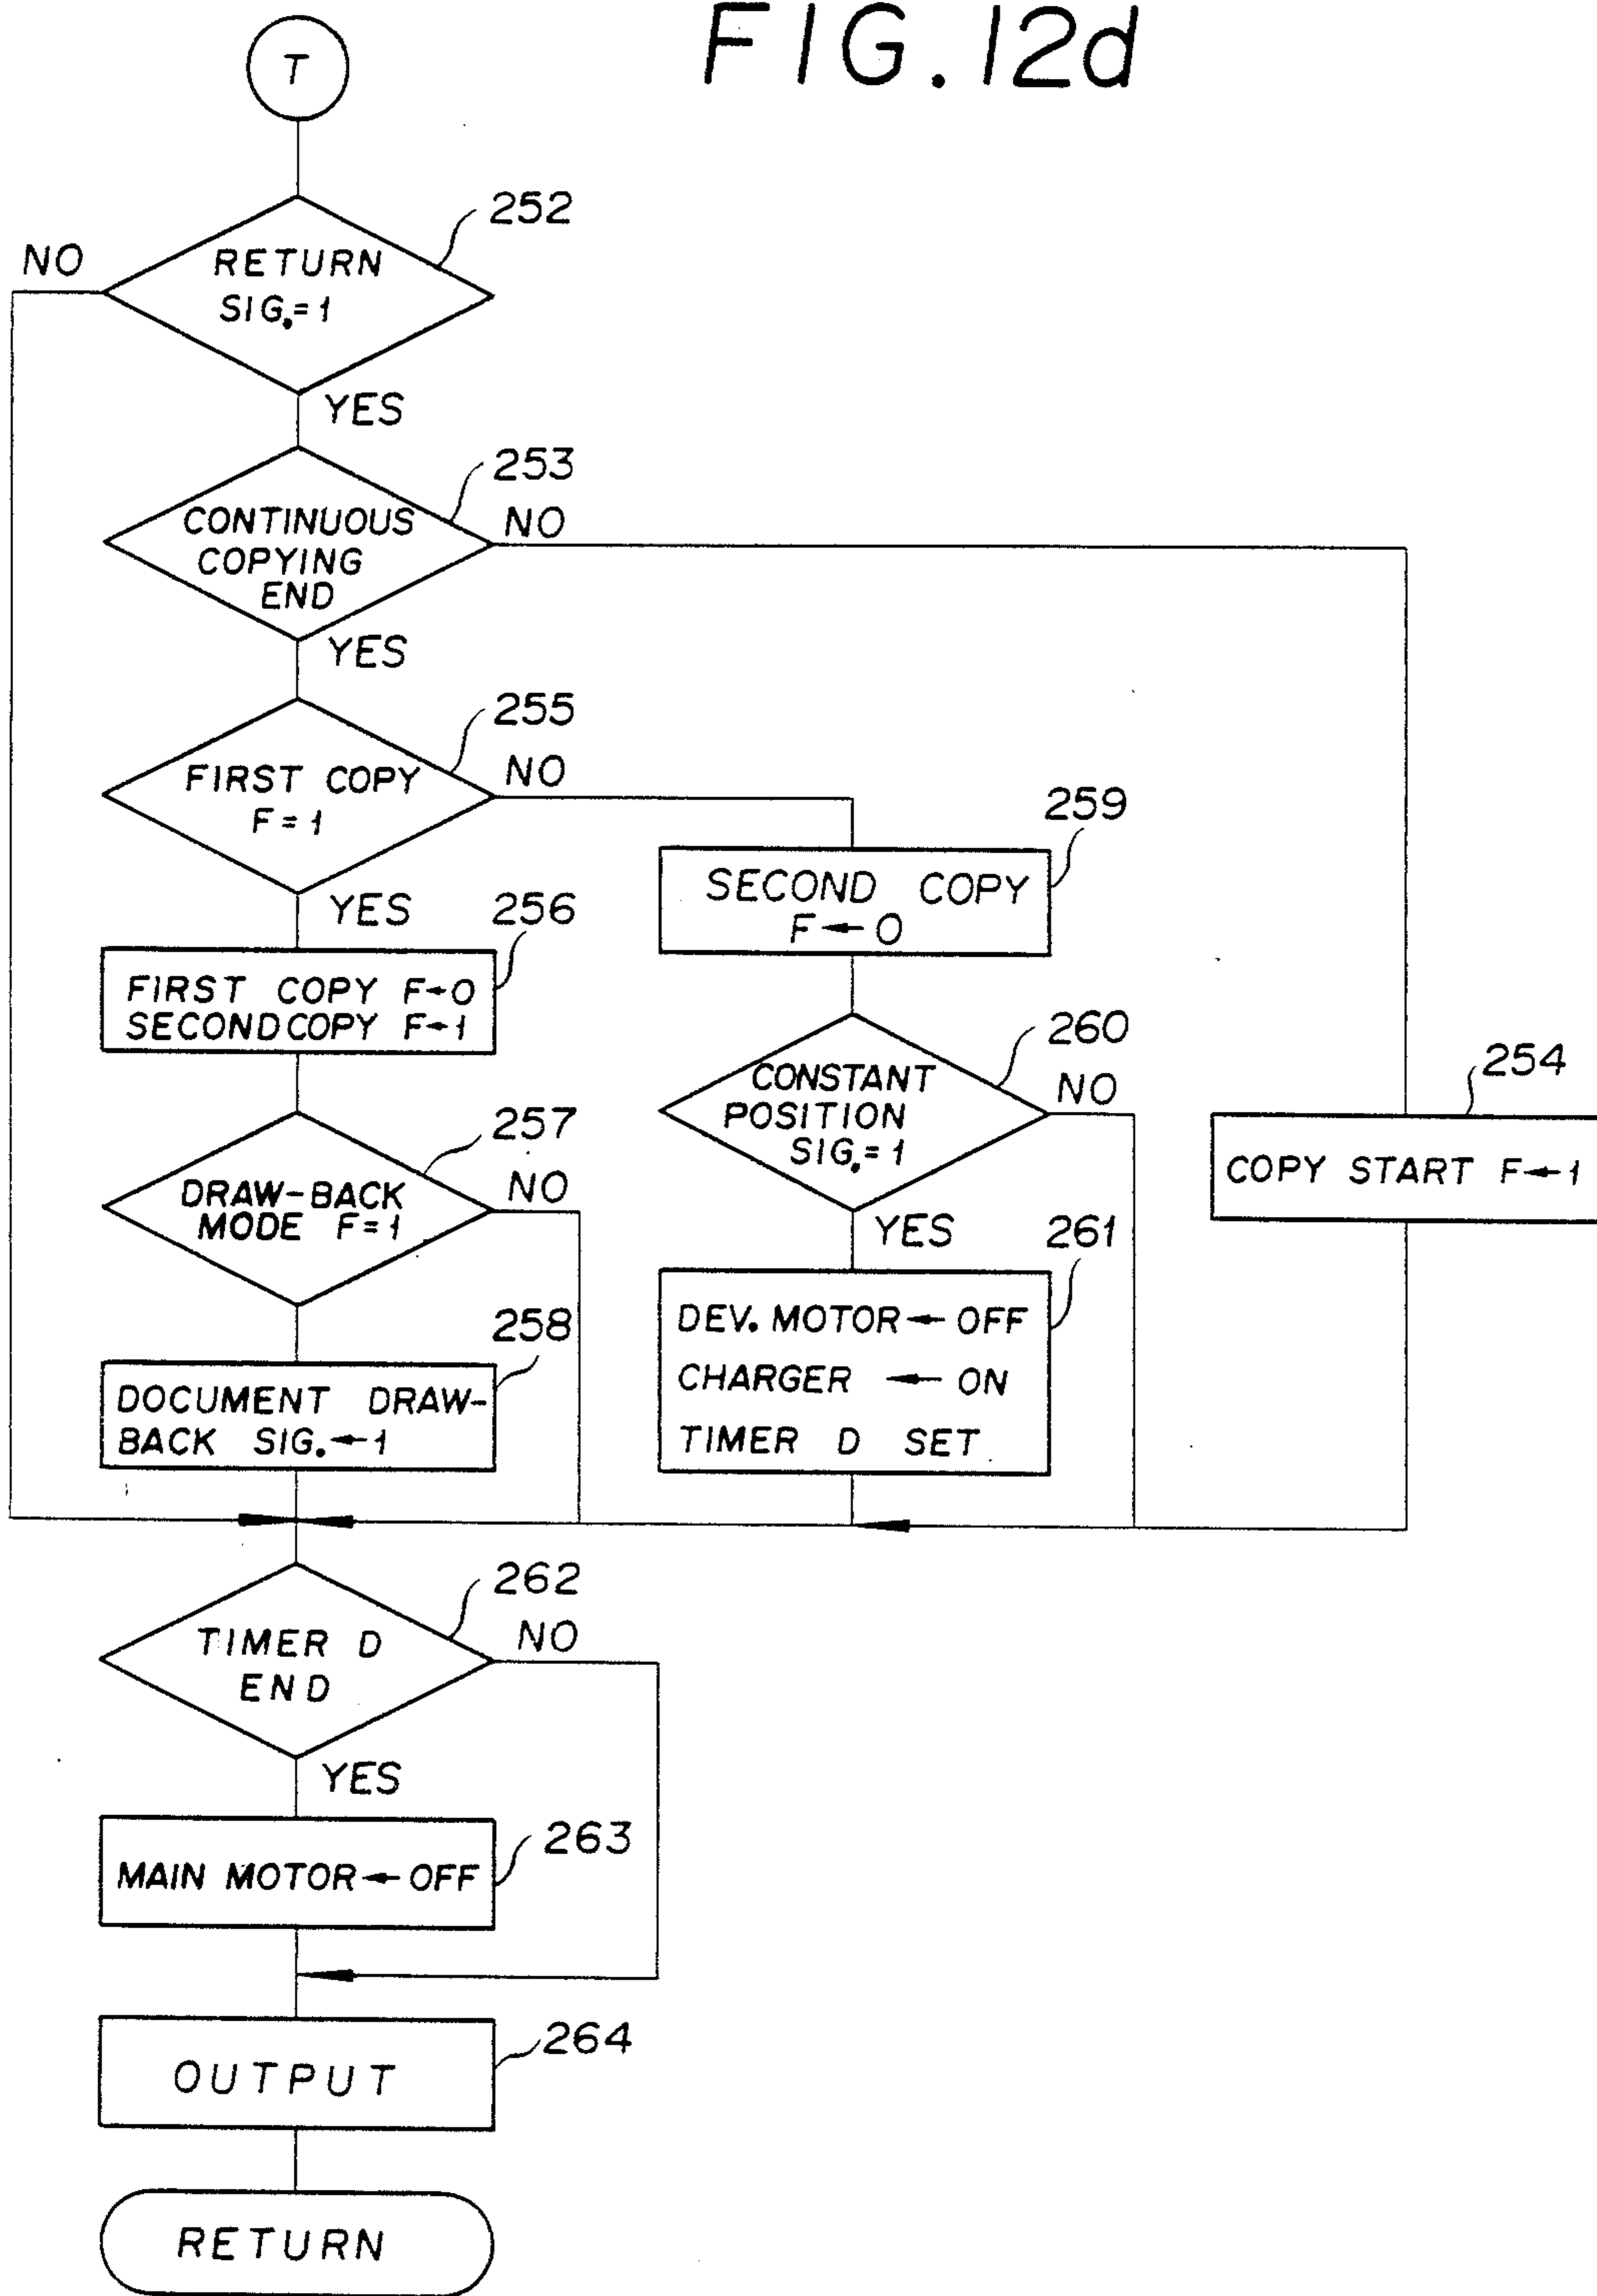 FIG.12d
T
252
NO
RETURN
SIG.=1
YES
253
CONTINUOUS
COPYING
END
NO
YES
255
FIRST COPY
F=1
NO
YES
259
SECOND COPY
F←0
256
FIRST COPY F←0
SECONDCOPY F←1
260
CONSTANT
POSITION
SIG.=1
NO
YES
254
COPY START F←1
257
DRAW-BACK
MODE F=1
NO
261
DEV. MOTOR←OFF
CHARGER ←ON
TIMER D SET
258
DOCUMENT DRAW-
BACK SIG.←1
262
TIMER D
END
NO
YES
263
MAIN MOTOR←OFF
264
OUTPUT
RETURN